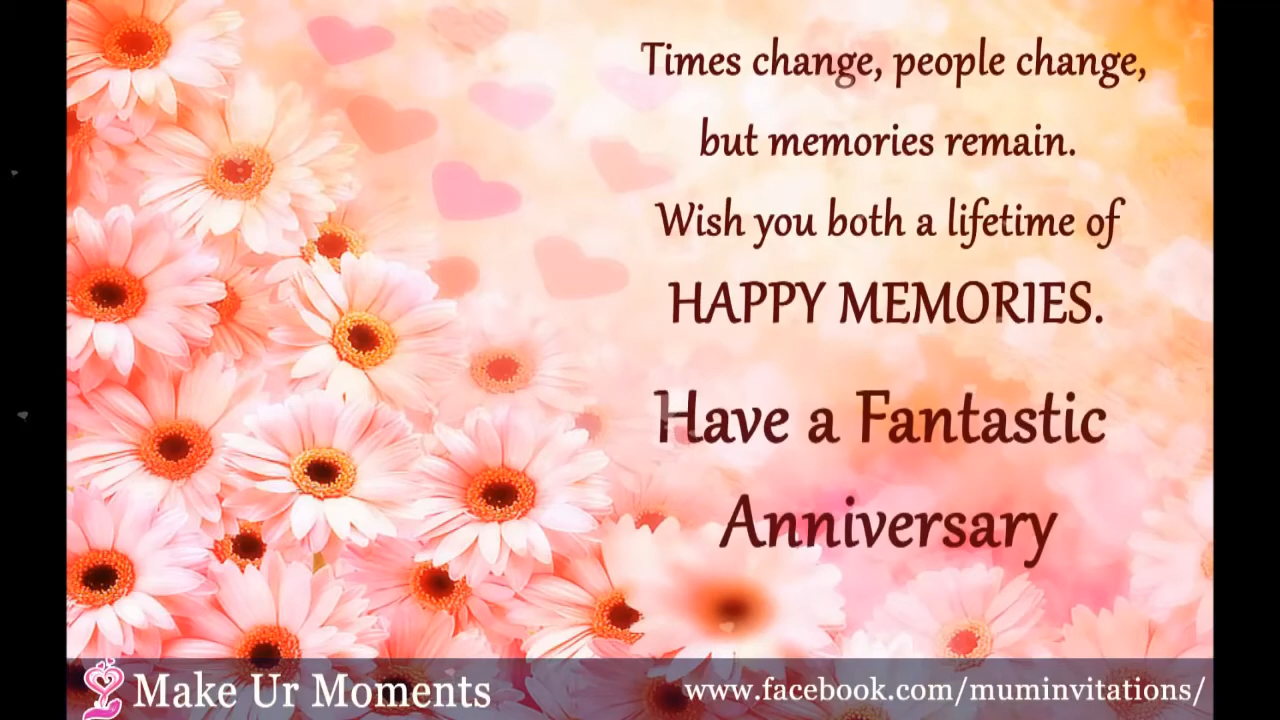 Times change, people change,
but memories remain.
Wish you both a lifetime of
HAPPY MEMORIES.
Have a Fantastic
Anniversary
Make Ur Moments
www.facebook.com/muminvitations/